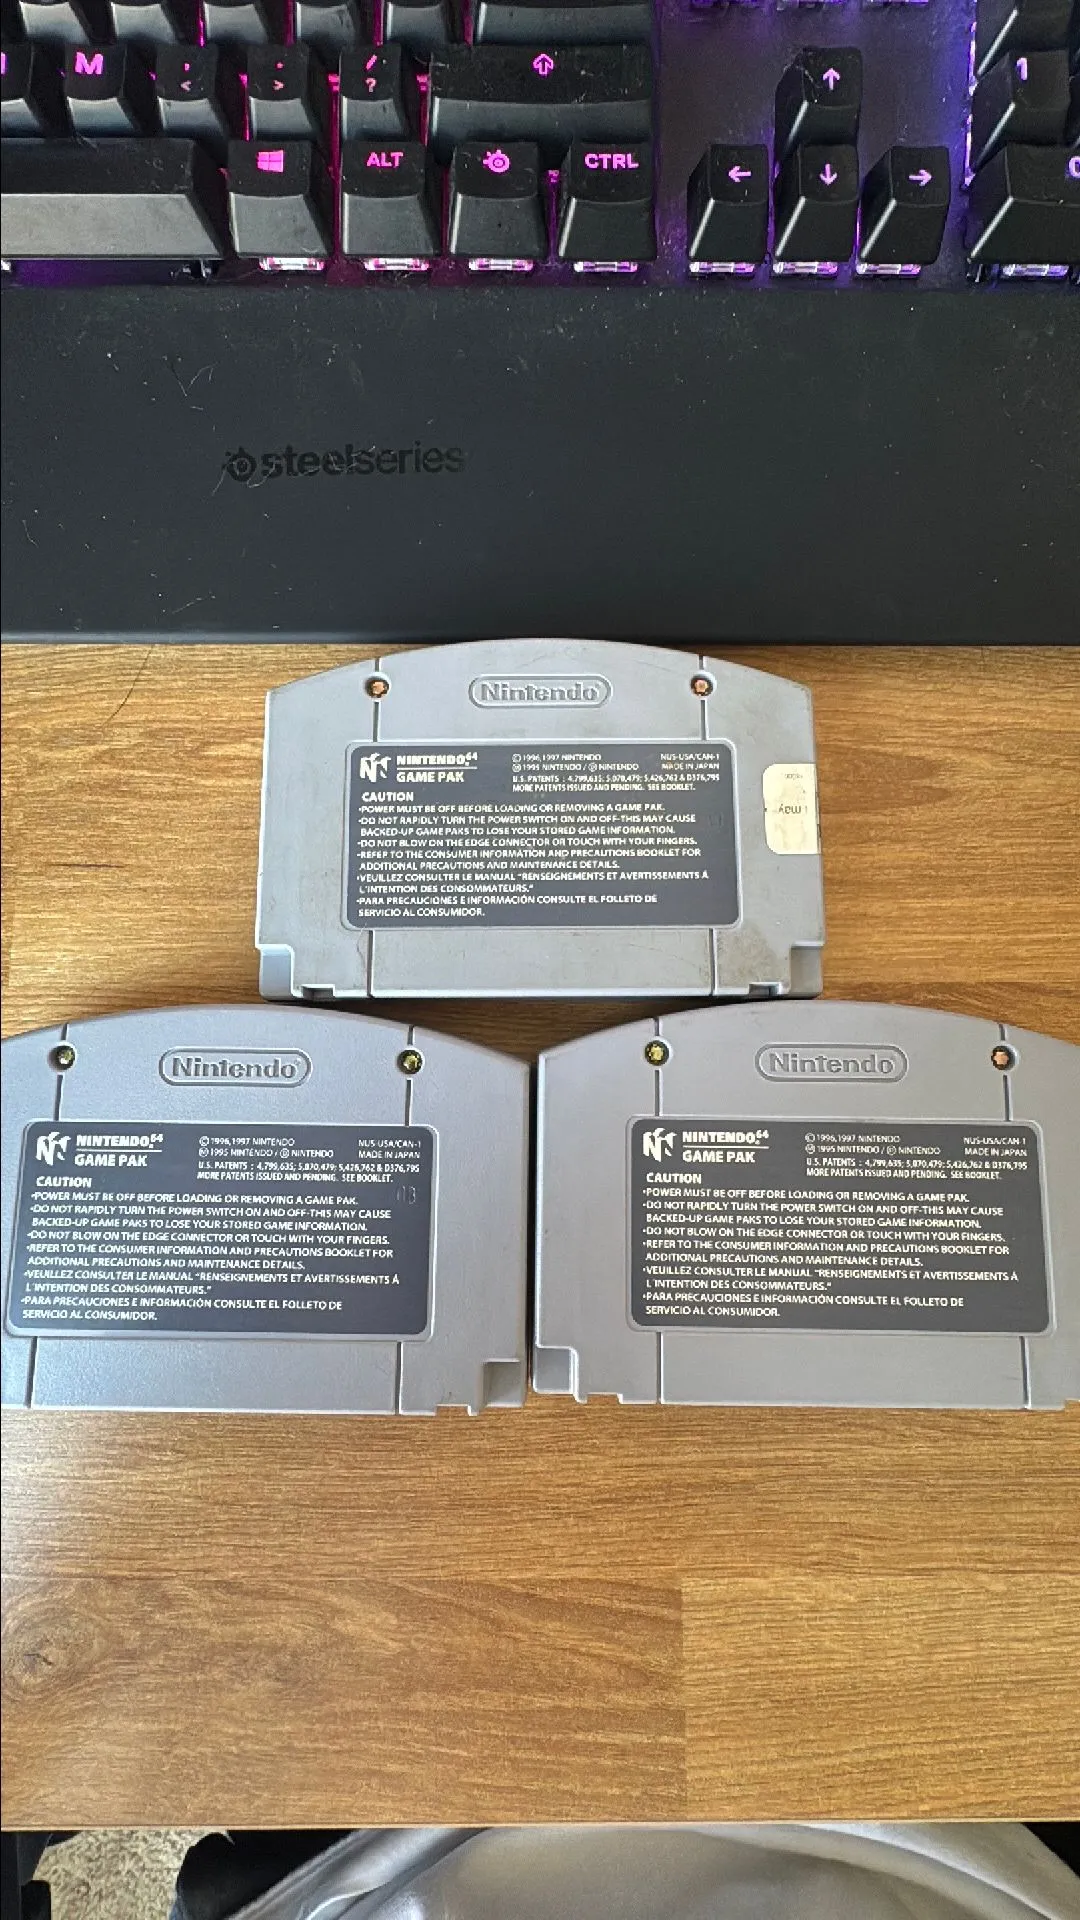 M
,
<
.
>
/
?
1
ALT
CTRL
steelseries
Nintendo
NINTENDO 64
GAME PAK
© 1996, 1997 NINTENDO
NUS-USA/CAN-1
Ⓜ 1995 NINTENDO / Ⓓ NINTENDO
MADE IN JAPAN
U.S. PATENTS : 4,799,635; 5,070,479; 5,426,762 & D376,795
MORE PATENTS ISSUED AND PENDING. SEE BOOKLET.
CAUTION
•POWER MUST BE OFF BEFORE LOADING OR REMOVING A GAME PAK.
•DO NOT RAPIDLY TURN THE POWER SWITCH ON AND OFF-THIS MAY CAUSE
BACKED-UP GAME PAKS TO LOSE YOUR STORED GAME INFORMATION.
•DO NOT BLOW ON THE EDGE CONNECTOR OR TOUCH WITH YOUR FINGERS.
•REFER TO THE CONSUMER INFORMATION AND PRECAUTIONS BOOKLET FOR
ADDITIONAL PRECAUTIONS AND MAINTENANCE DETAILS.
•VEUILLEZ CONSULTER LE MANUAL "RENSEIGNEMENTS ET AVERTISSEMENTS À
L'INTENTION DES CONSOMMATEURS."
•PARA PRECAUCIONES E INFORMACIÓN CONSULTE EL FOLLETO DE
SERVICIO AL CONSUMIDOR.
Nintendo
NINTENDO 64
GAME PAK
© 1996, 1997 NINTENDO
NUS-USA/CAN-1
Ⓜ 1995 NINTENDO / Ⓓ NINTENDO
MADE IN JAPAN
U.S. PATENTS : 4,799,635; 5,070,479; 5,426,762 & D376,795
MORE PATENTS ISSUED AND PENDING. SEE BOOKLET.
CAUTION
•POWER MUST BE OFF BEFORE LOADING OR REMOVING A GAME PAK.
•DO NOT RAPIDLY TURN THE POWER SWITCH ON AND OFF-THIS MAY CAUSE
BACKED-UP GAME PAKS TO LOSE YOUR STORED GAME INFORMATION.
•DO NOT BLOW ON THE EDGE CONNECTOR OR TOUCH WITH YOUR FINGERS.
•REFER TO THE CONSUMER INFORMATION AND PRECAUTIONS BOOKLET FOR
ADDITIONAL PRECAUTIONS AND MAINTENANCE DETAILS.
•VEUILLEZ CONSULTER LE MANUAL "RENSEIGNEMENTS ET AVERTISSEMENTS À
L'INTENTION DES CONSOMMATEURS."
•PARA PRECAUCIONES E INFORMACIÓN CONSULTE EL FOLLETO DE
SERVICIO AL CONSUMIDOR.
Nintendo
NINTENDO 64
GAME PAK
© 1996, 1997 NINTENDO
NUS-USA/CAN-1
Ⓜ 1995 NINTENDO / Ⓓ NINTENDO
MADE IN JAPAN
U.S. PATENTS : 4,799,635; 5,070,479; 5,426,762 & D376,795
MORE PATENTS ISSUED AND PENDING. SEE BOOKLET.
CAUTION
•POWER MUST BE OFF BEFORE LOADING OR REMOVING A GAME PAK.
•DO NOT RAPIDLY TURN THE POWER SWITCH ON AND OFF-THIS MAY CAUSE
BACKED-UP GAME PAKS TO LOSE YOUR STORED GAME INFORMATION.
•DO NOT BLOW ON THE EDGE CONNECTOR OR TOUCH WITH YOUR FINGERS.
•REFER TO THE CONSUMER INFORMATION AND PRECAUTIONS BOOKLET FOR
ADDITIONAL PRECAUTIONS AND MAINTENANCE DETAILS.
•VEUILLEZ CONSULTER LE MANUAL "RENSEIGNEMENTS ET AVERTISSEMENTS À
L'INTENTION DES CONSOMMATEURS."
•PARA PRECAUCIONES E INFORMACIÓN CONSULTE EL FOLLETO DE
SERVICIO AL CONSUMIDOR.